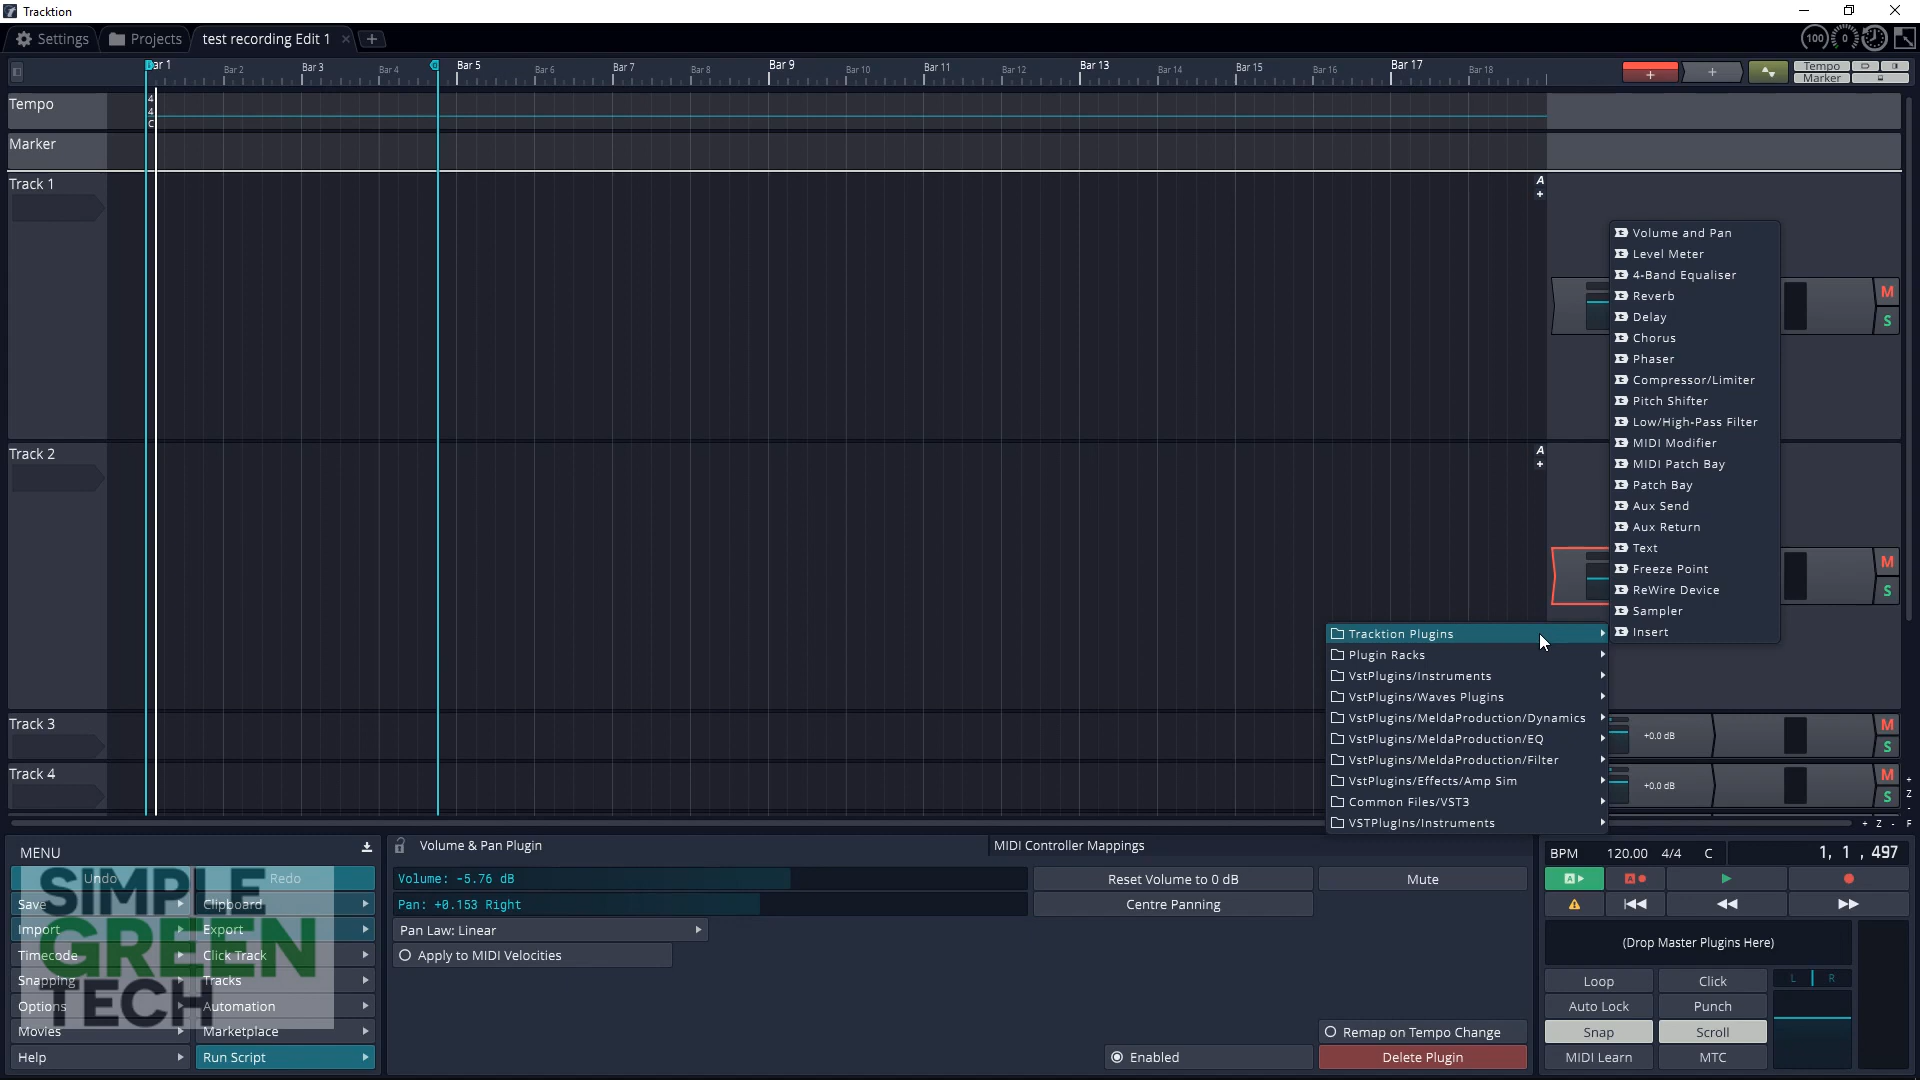 Tracktion
Settings
Projects
test recording Edit 1
100
0
Bar 1
Bar 2
Bar 3
Bar 4
Bar 5
Bar 6
Bar 7
Bar 8
Bar 9
Bar 10
Bar 11
Bar 12
Bar 13
Bar 14
Bar 15
Bar 16
Bar 17
Bar 18
Tempo
Marker
Tempo
4
4
C
Marker
Track 1
A
Volume and Pan
Level Meter
4-Band Equaliser
Reverb
Delay
Chorus
Phaser
Compressor/Limiter
Pitch Shifter
Low/High-Pass Filter
MIDI Modifier
MIDI Patch Bay
Patch Bay
Aux Send
Aux Return
Text
Freeze Point
ReWire Device
Sampler
Insert
M
S
Track 2
A
M
S
Tracktion Plugins
Plugin Racks
VstPlugins/Instruments
VstPlugins/Waves Plugins
VstPlugins/MeldaProduction/Dynamics
VstPlugins/MeldaProduction/EQ
VstPlugins/MeldaProduction/Filter
VstPlugins/Effects/Amp Sim
Common Files/VST3
VSTPlugIns/Instruments
Track 3
+0.0 dB
M
S
Track 4
+0.0 dB
M
S
Z
+ Z - F
MENU
Undo
Redo
Save
Clipboard
Import
Export
Timecode
Click Track
Snapping
Tracks
Options
Automation
Movies
Marketplace
Help
Run Script
SIMPLE
GREEN
TECH
Volume & Pan Plugin
MIDI Controller Mappings
Volume: -5.76 dB
Reset Volume to 0 dB
Mute
Pan: +0.153 Right
Centre Panning
Pan Law: Linear
Apply to MIDI Velocities
Remap on Tempo Change
Enabled
Delete Plugin
BPM 120.00 4/4 C 1, 1 , 497
A
A
(Drop Master Plugins Here)
Loop
Click
L R
Auto Lock
Punch
Snap
Scroll
MIDI Learn
MTC